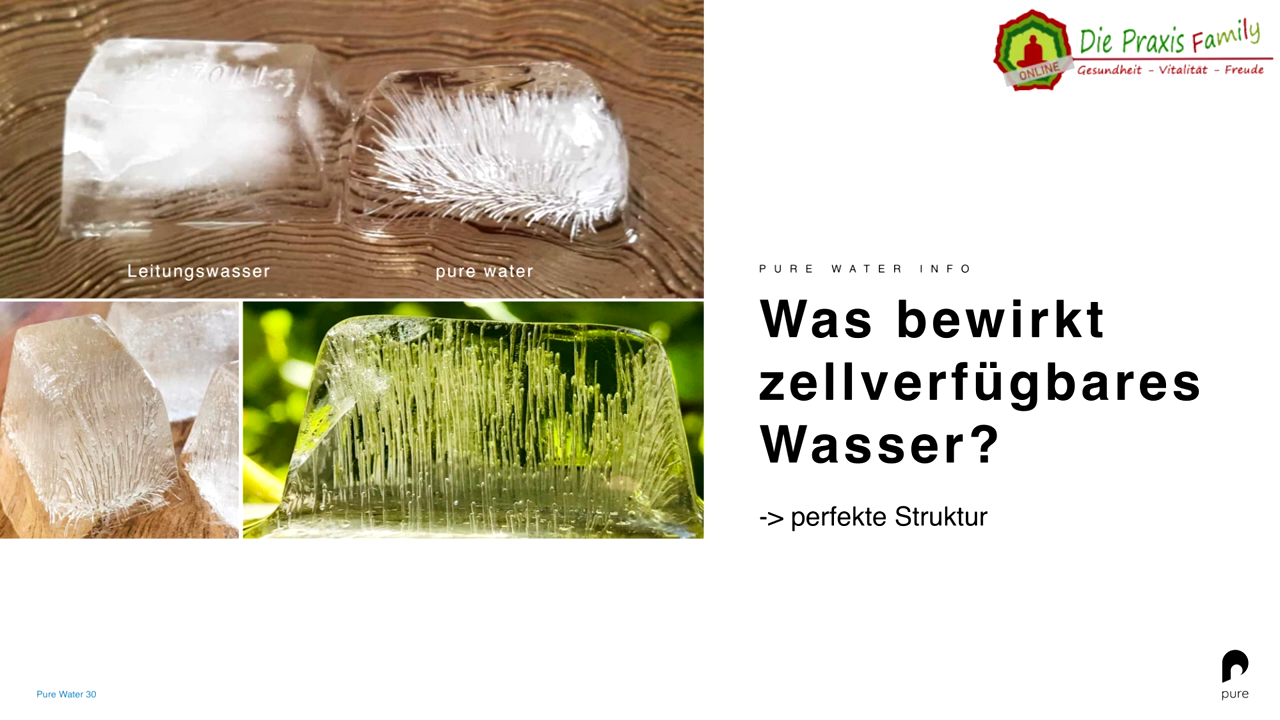 Die Praxis Family
ONLINE
Gesundheit - Vitalität - Freude
Leitungswasser
pure water
PURE WATER INFO
Was bewirkt
zellverfügbares
Wasser?
-> perfekte Struktur
Pure Water 30
pure